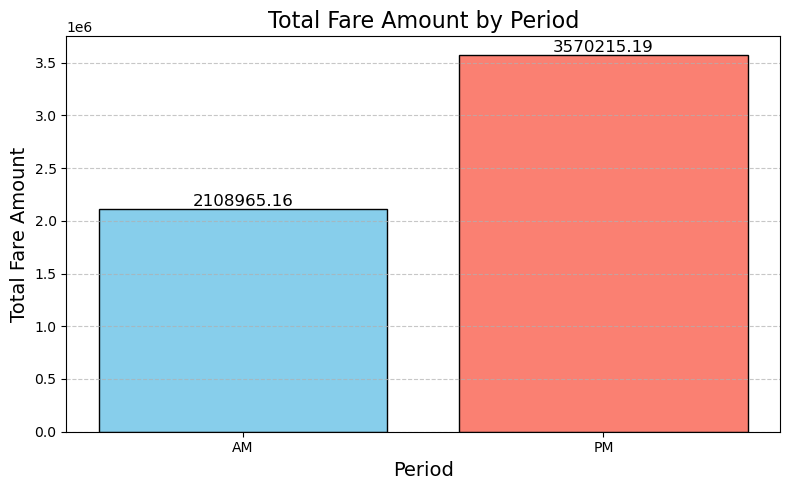 Total Fare Amount by Period
1e6
3570215.19
3.5
3.0
2.5
2108965.16
2.0
1.5
1.0
0.5
0.0
Total Fare Amount
AM
PM
Period